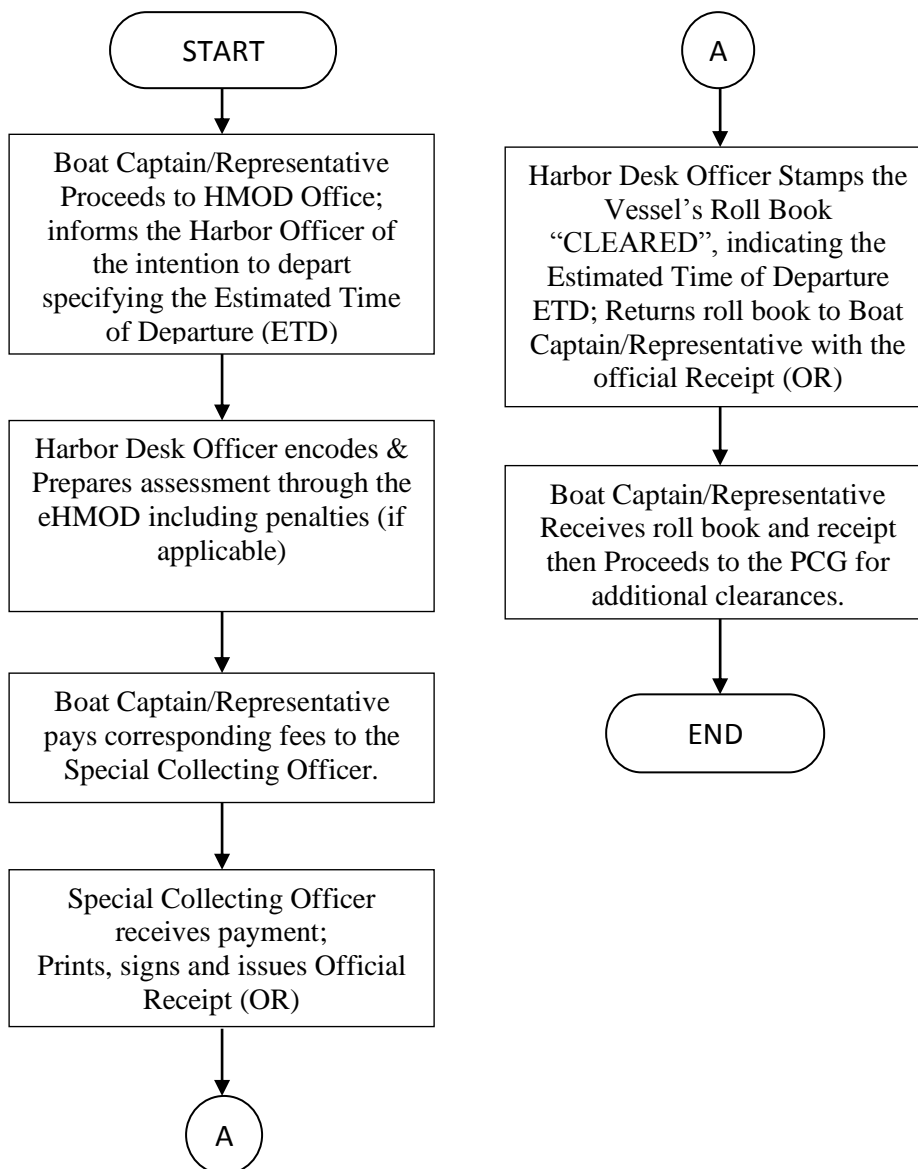 START
Boat Captain/Representative
Proceeds to HMOD Office;
informs the Harbor Officer of
the intention to depart
specifying the Estimated Time
of Departure (ETD)
Harbor Desk Officer encodes &
Prepares assessment through the
eHMOD including penalties (if
applicable)
Boat Captain/Representative
pays corresponding fees to the
Special Collecting Officer.
Special Collecting Officer
receives payment;
Prints, signs and issues Official
Receipt (OR)
A
A
Harbor Desk Officer Stamps the
Vessel’s Roll Book
“CLEARED”, indicating the
Estimated Time of Departure
ETD; Returns roll book to Boat
Captain/Representative with the
official Receipt (OR)
Boat Captain/Representative
Receives roll book and receipt
then Proceeds to the PCG for
additional clearances.
END